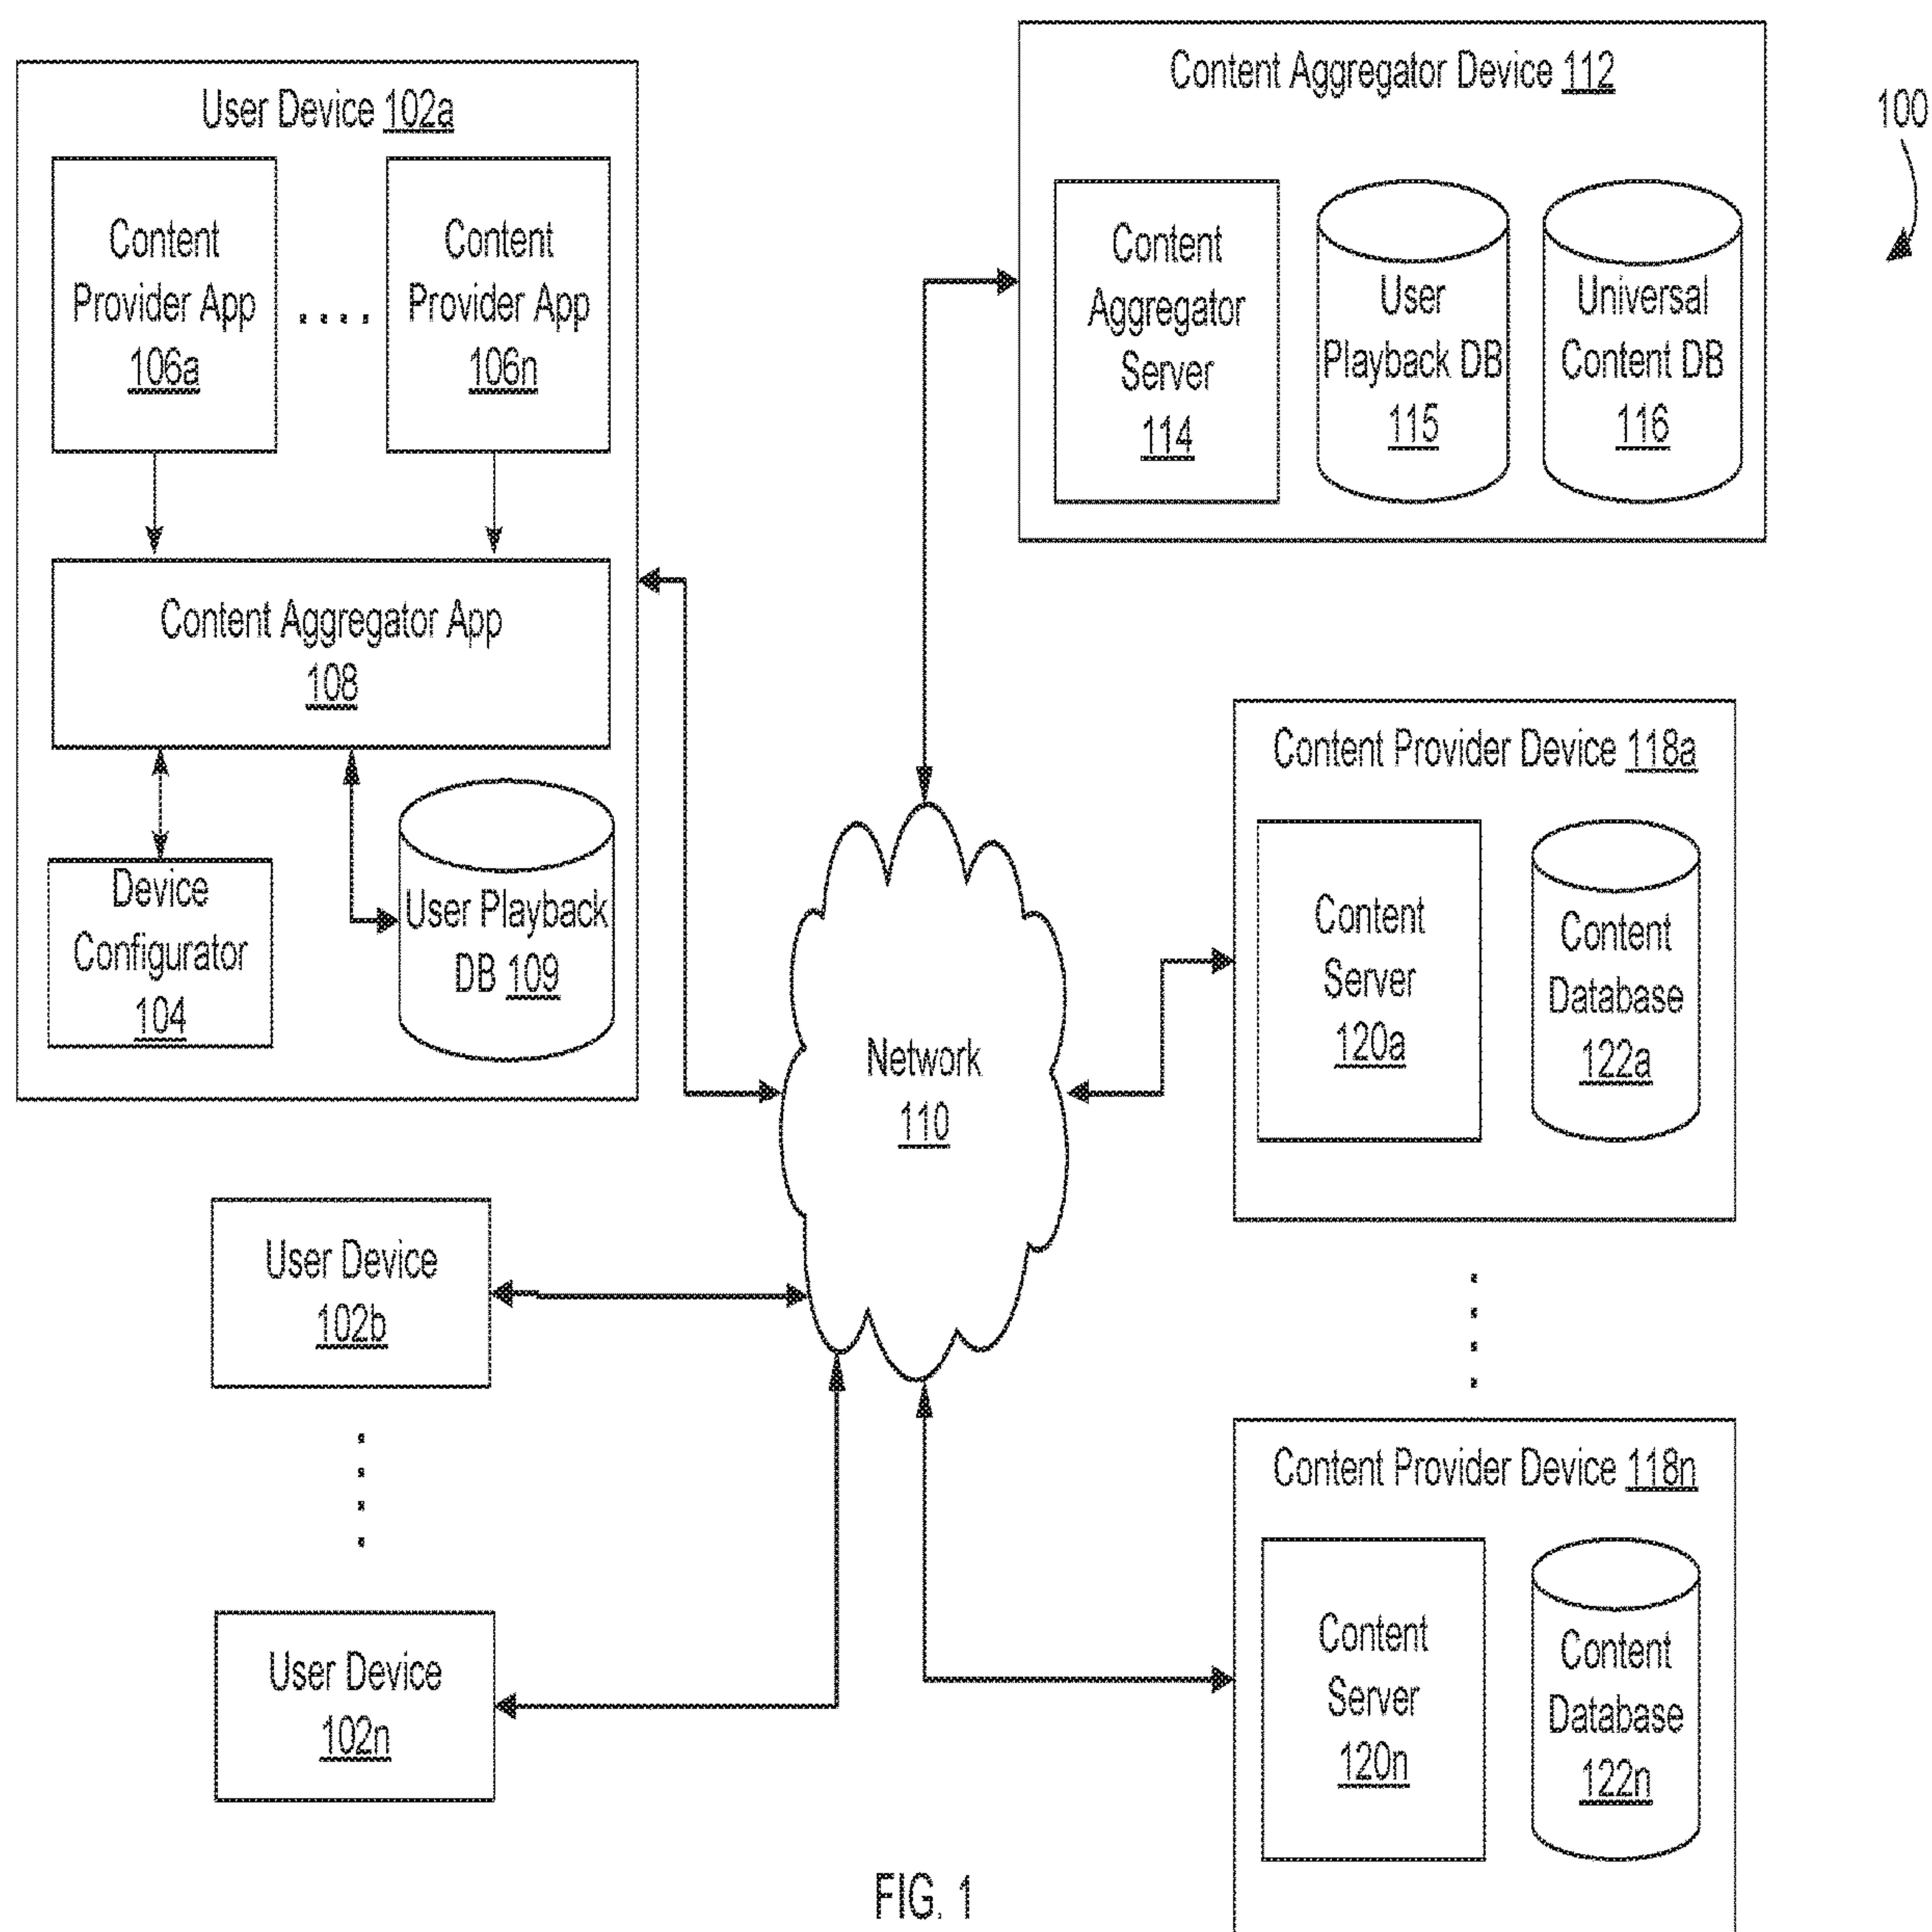 User Device 102a
Content
Provider App
106a
....
Content
Provider App
106n
Content Aggregator App
108
Device
Configurator
104
User Playback
DB 109
Content Aggregator Device 112
Content
Aggregator
Server
114
User
Playback DB
115
Universal
Content DB
116
100
Network
110
Content Provider Device 118a
Content
Server
120a
Content
Database
122a
User Device
102b
User Device
102n
Content Provider Device 118n
Content
Server
120n
Content
Database
122n
FIG. 1